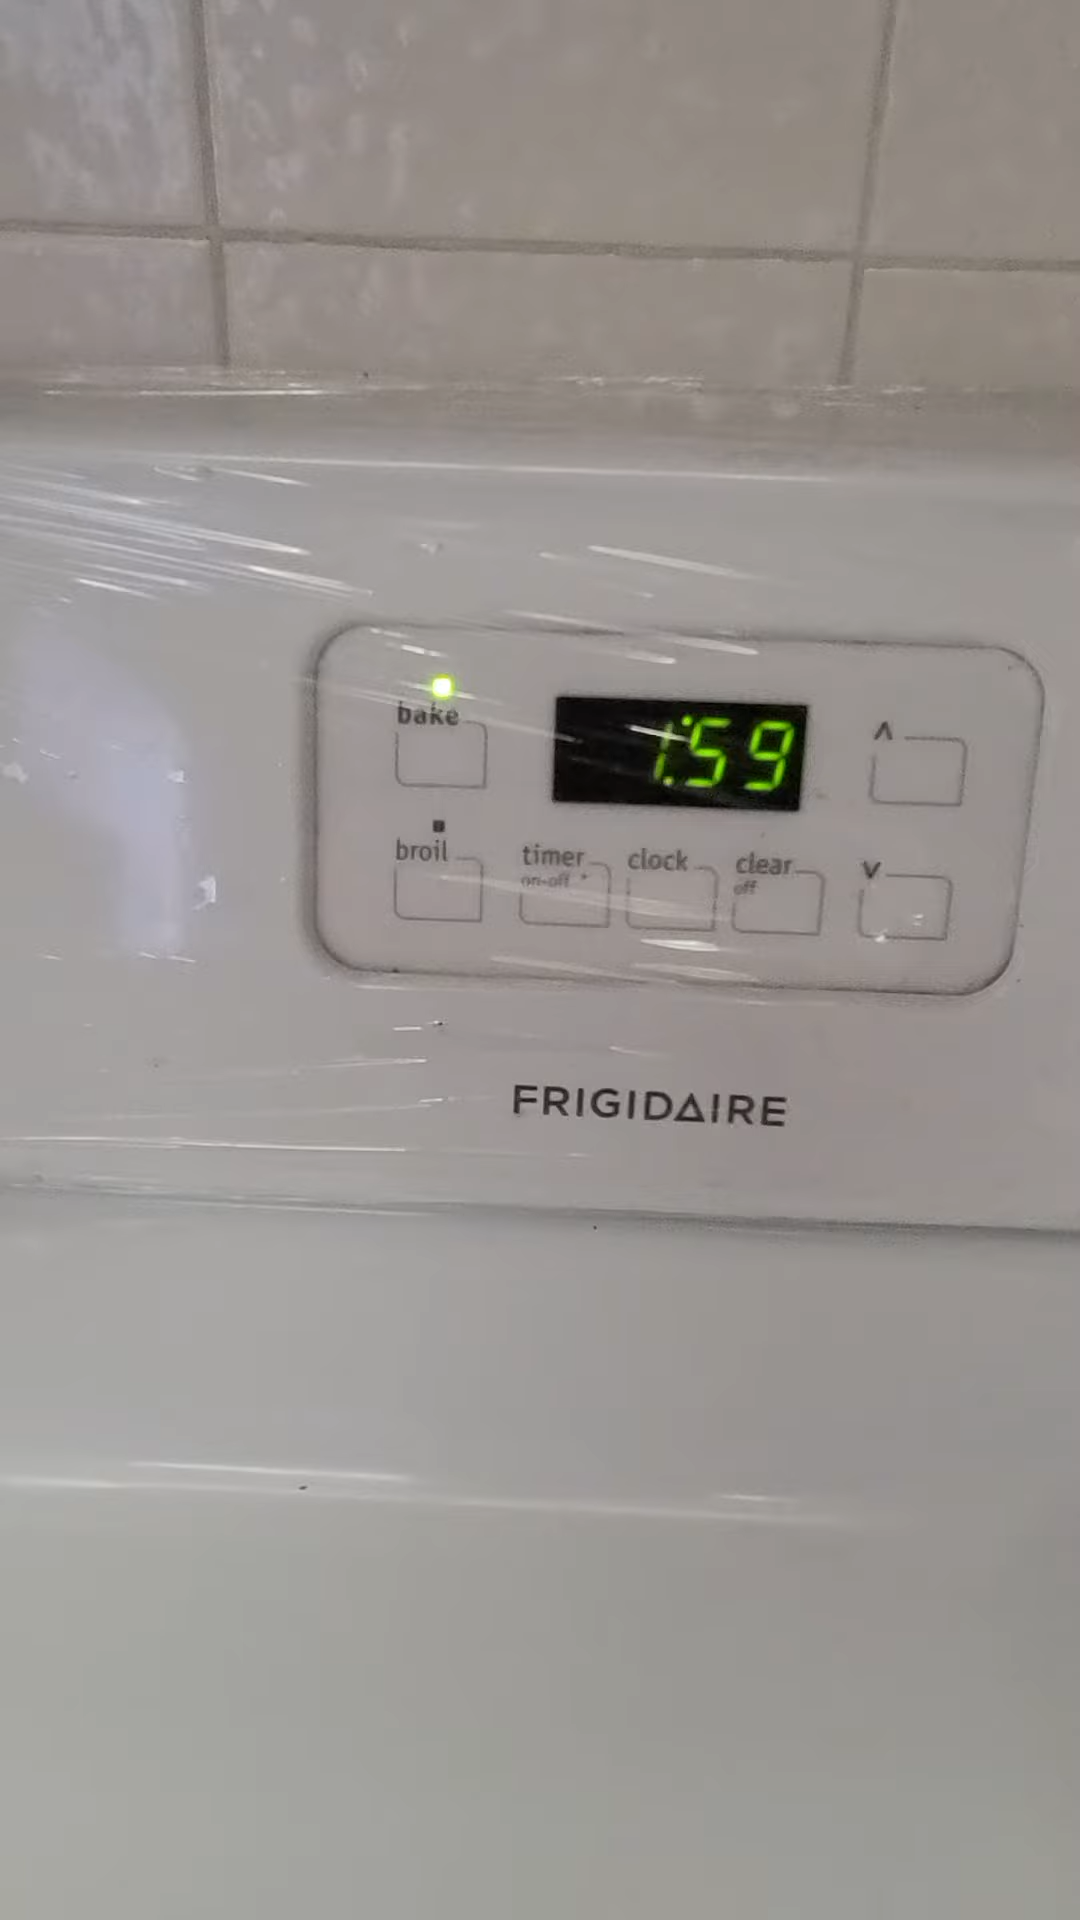 bake
1:59
^
broil
timer
on-off
clock
clear
off
v
FRIGIDAIRE